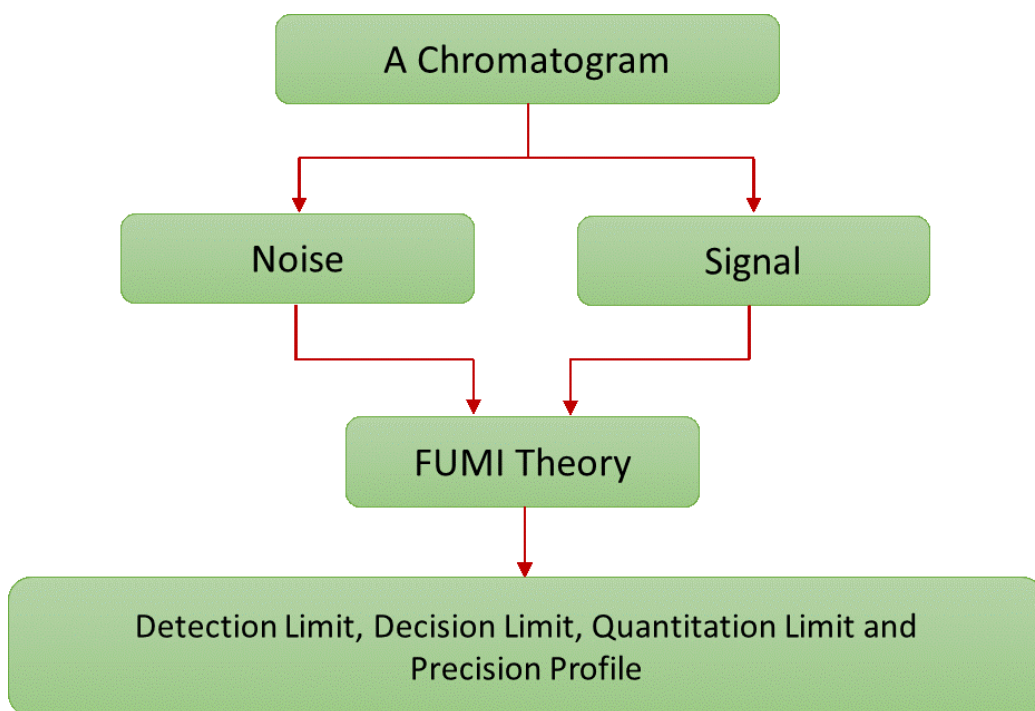 A Chromatogram
Noise
Signal
FUMI Theory
Detection Limit, Decision Limit, Quantitation Limit and
Precision Profile